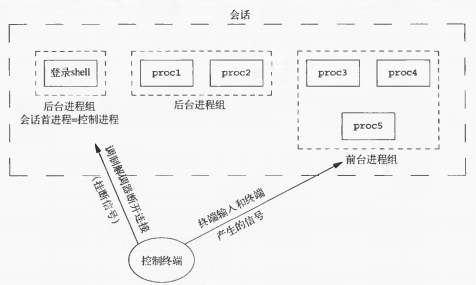 会话
登录shell
proc1
proc2
proc3
proc4
proc5
后台进程组
会话首进程=控制进程
后台进程组
前台进程组
调制解调器断开连接
（挂断信号）
终端输入和终端
产生的信号
控制终端